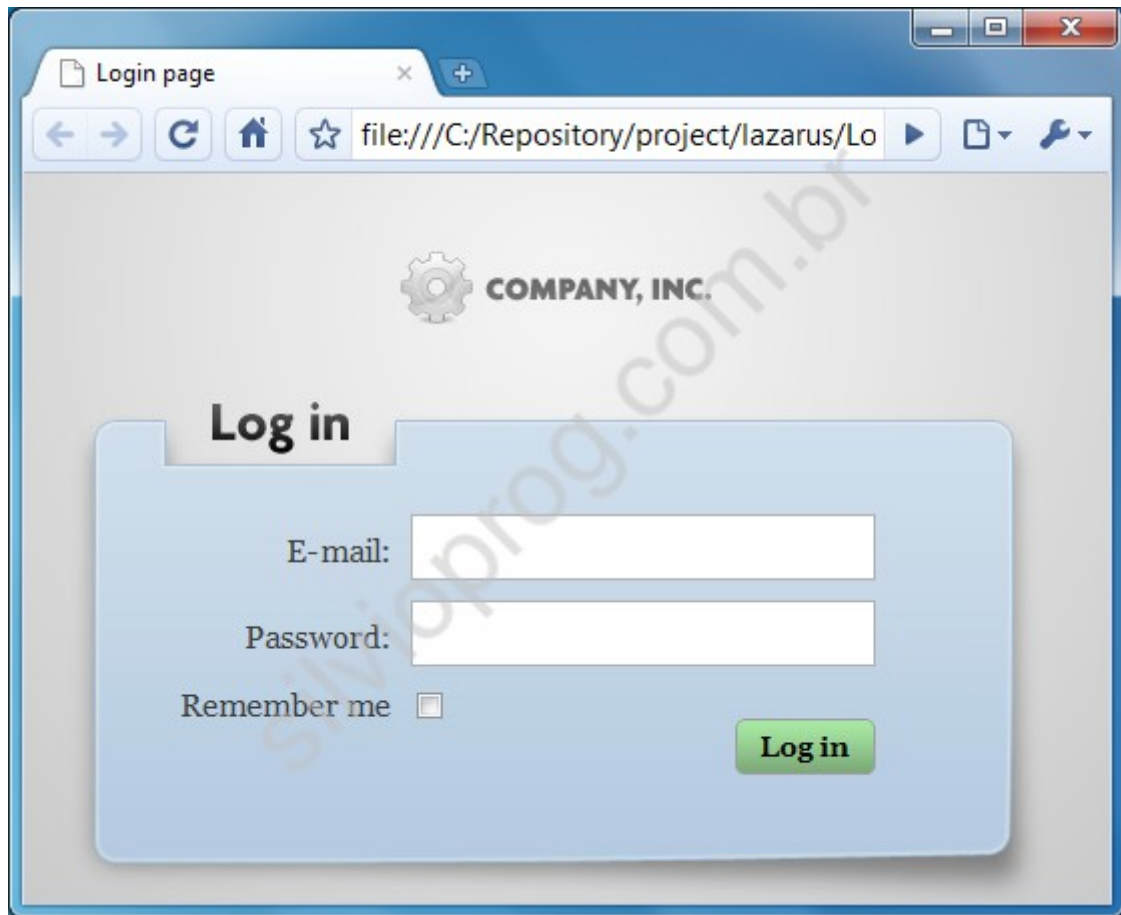 Login page
file:///C:/Repository/project/lazarus/Lo
COMPANY, INC.
Log in
E-mail:
Password:
Remember me
Log in
silvioprog.com.br